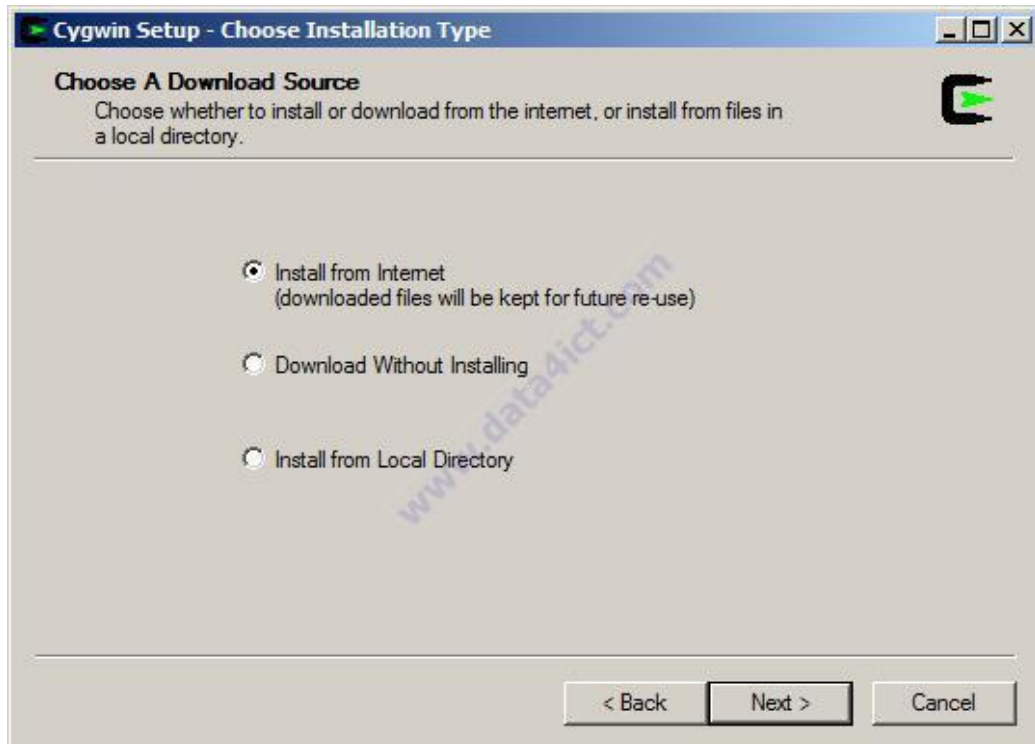 Cygwin Setup - Choose Installation Type
Choose A Download Source
Choose whether to install or download from the internet, or install from files in
a local directory.
Install from Internet
(downloaded files will be kept for future re-use)
Download Without Installing
Install from Local Directory
www.data4ict.com
< Back
Next >
Cancel